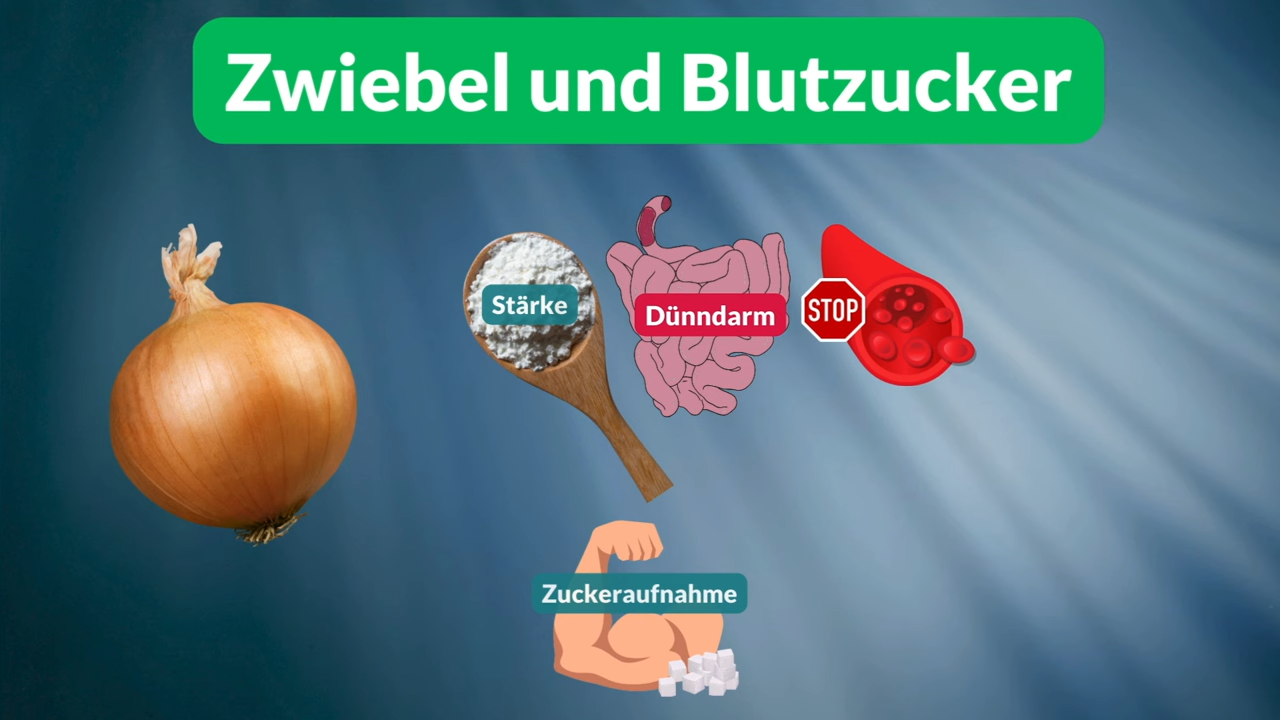 Zwiebel und Blutzucker
Stärke
Dünndarm
STOP
Zuckeraufnahme